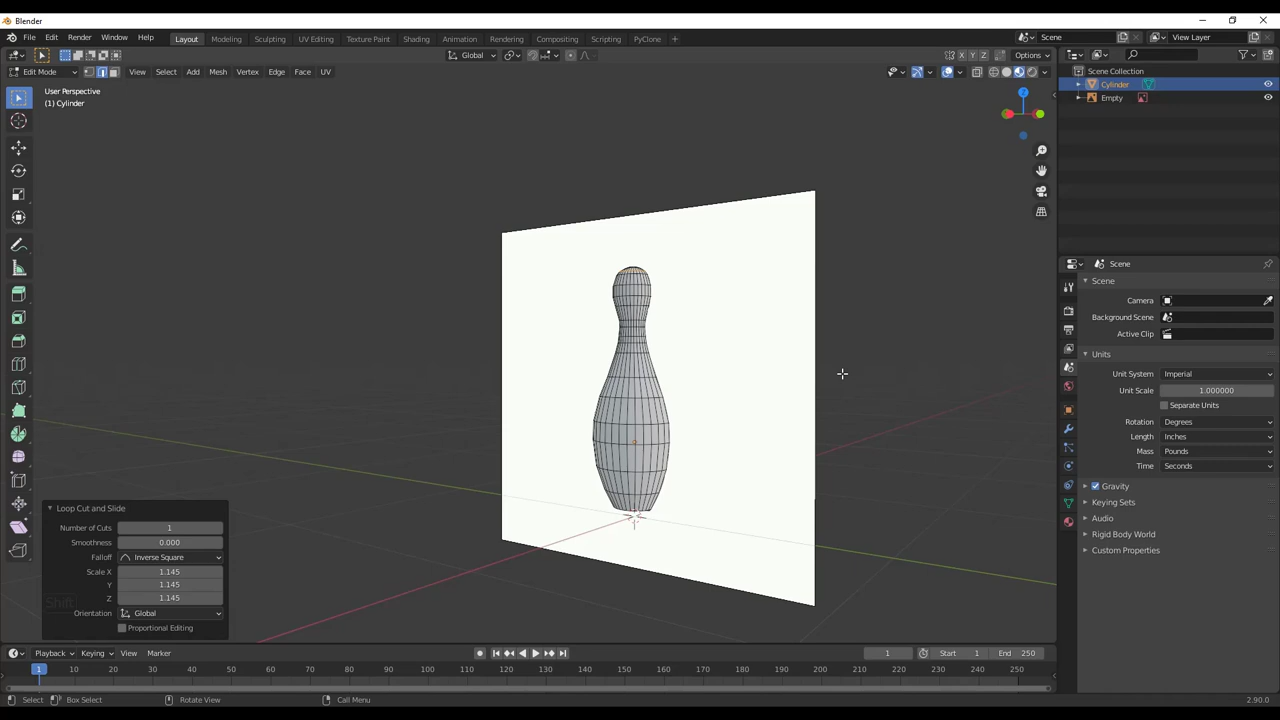 Blender
File Edit Render Window Help
Layout Modeling Sculpting UV Editing Texture Paint Shading Animation Rendering Compositing Scripting PyClone +
Scene
View Layer
Global
Options
X Y Z
Edit Mode View Select Add Mesh Vertex Edge Face UV
User Perspective
(1) Cylinder
Z
Scene Collection
Cylinder
Empty
Scene
Scene
Camera
Background Scene
Active Clip
Units
Unit System Imperial
Unit Scale 1.000000
Separate Units
Rotation Degrees
Length Inches
Mass Pounds
Time Seconds
Gravity
Keying Sets
Audio
Rigid Body World
Custom Properties
Loop Cut and Slide
Number of Cuts 1
Smoothness 0.000
Falloff Inverse Square
Scale X 1.145
Y 1.145
Z 1.145
Orientation Global
Proportional Editing
Shift
Playback Keying View Marker
1 Start 1 End 250
1 10 20 30 40 50 60 70 80 90 100 110 120 130 140 150 160 170 180 190 200 210 220 230 240 250
Select Box Select Rotate View Call Menu 2.90.0